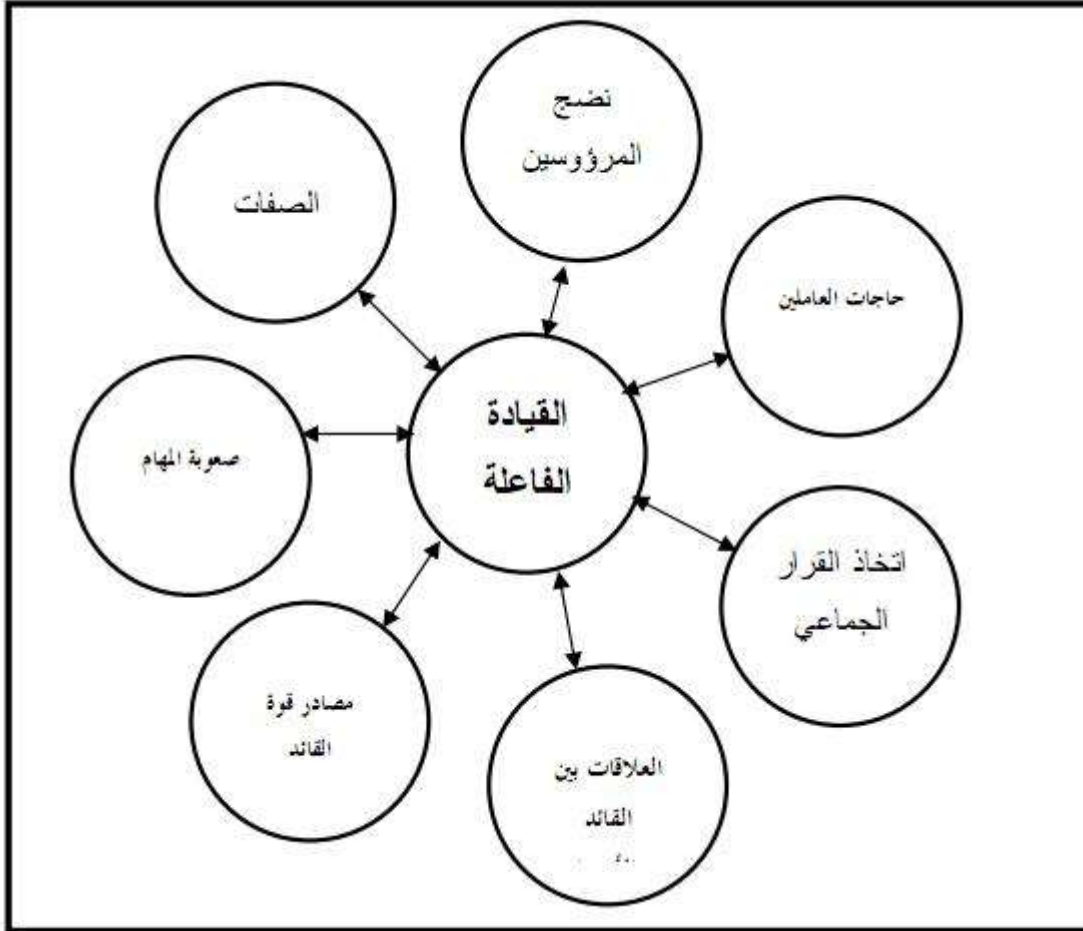 نضج
المرؤوسين
الصفات
حاجات العاملين
القيادة
الفاعلة
صعوبة المهام
اتخاذ القرار
الجماعي
مصادر قوة
القائد
العلاقات بين
القائد